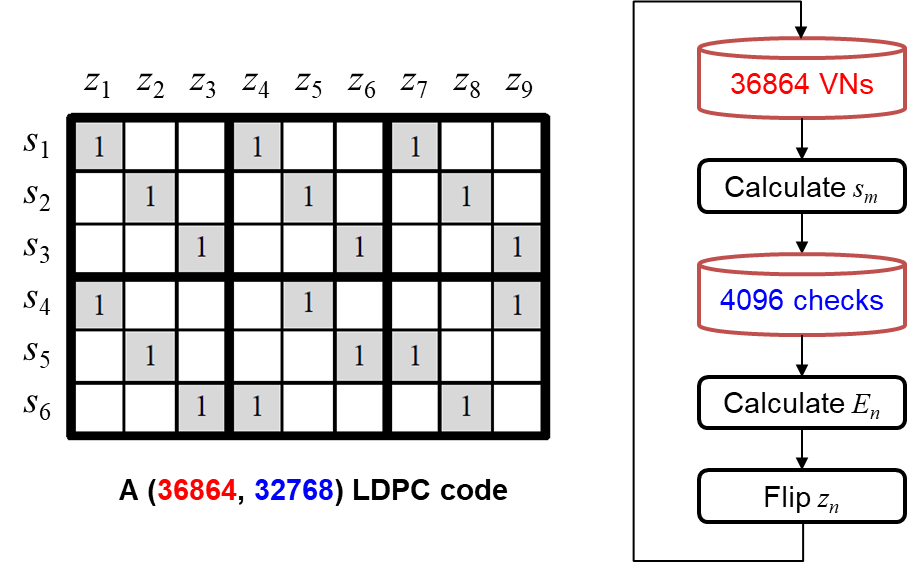 z1 z2 z3 z4 z5 z6 z7 z8 z9
s1 1 1 1
s2 1 1 1
s3 1 1 1
s4 1 1 1
s5 1 1 1
s6 1 1 1
A (36864, 32768) LDPC code
36864 VNs
Calculate sm
4096 checks
Calculate En
Flip zn